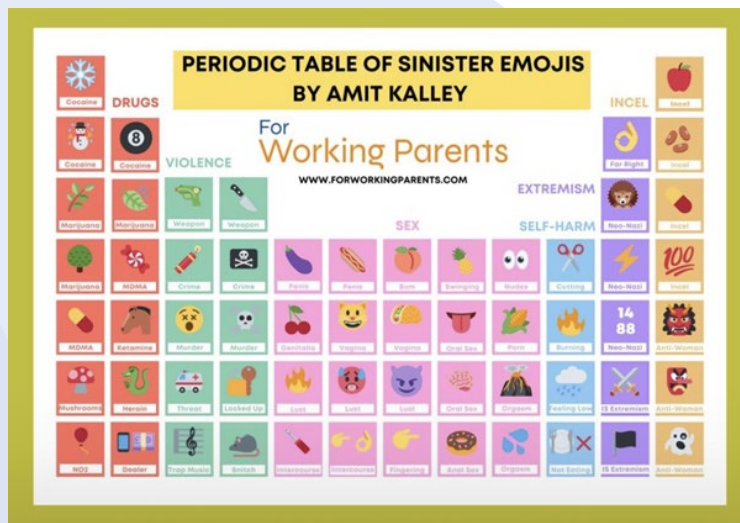 PERIODIC TABLE OF SINISTER EMOJIS
BY AMIT KALLEY
Cocaine
DRUGS
INCEL
Incel
For
Working Parents
WWW.FORWORKINGPARENTS.COM
Cocaine
8
Cocaine
VIOLENCE
Far Right
Incel
EXTREMISM
Marijuana
Marijuana
Weapon
Weapon
SEX
SELF-HARM
Neo-Nazi
Incel
100
Marijuana
MDMA
Crime
Crime
Penis
Penis
Bum
Swinging
Nudes
Cutting
Neo-Nazi
Incel
14
88
MDMA
Ketamine
Murder
Murder
Genitalia
Vagina
Vagina
Oral Sex
Porn
Burning
Neo-Nazi
Anti-Woman
Mushrooms
Heroin
Threat
Locked Up
Lust
Lust
Lust
Oral Sex
Orgasm
Feeling Low
IS Extremism
Anti-Woman
NO2
Dealer
Trap Music
Snitch
Intercourse
Intercourse
Fingering
Anal Sex
Orgasm
Not Eating
IS Extremism
Anti-Woman